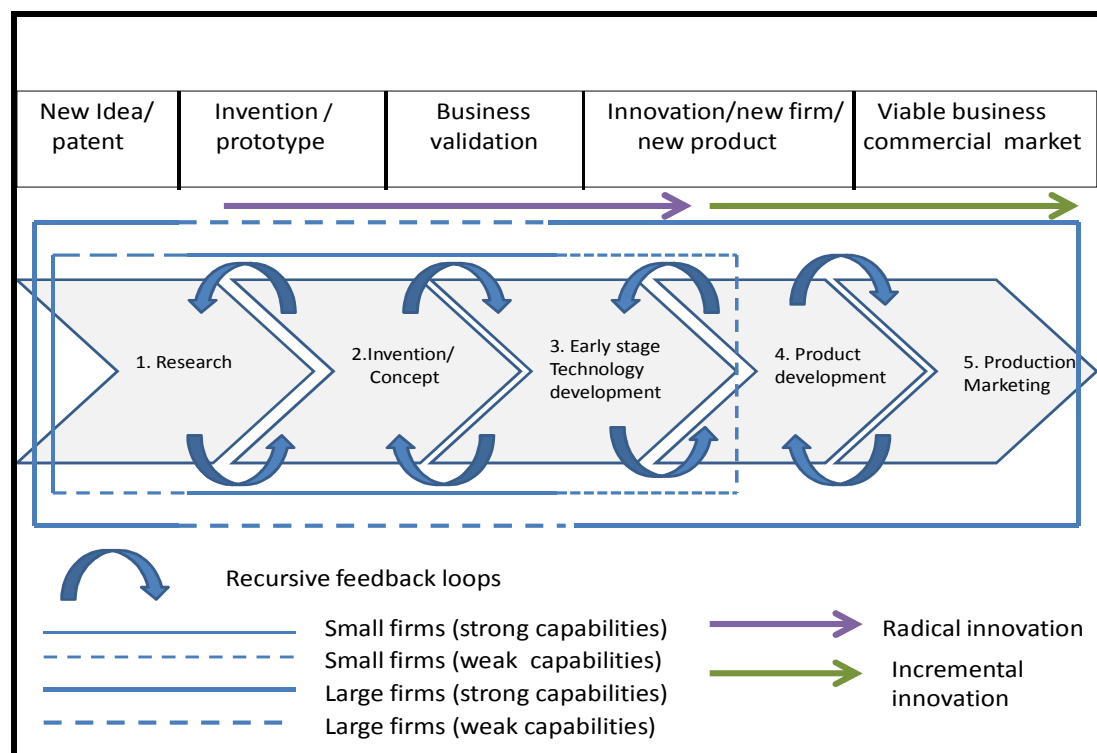 New Idea/
patent
Invention /
prototype
Business
validation
Innovation/new firm/
new product
Viable business
commercial market
1. Research
2.Invention/
Concept
3. Early stage
Technology
development
4. Product
development
5. Production
Marketing
Recursive feedback loops
Small firms (strong capabilities)
Small firms (weak capabilities)
Large firms (strong capabilities)
Large firms (weak capabilities)
Radical innovation
Incremental
innovation